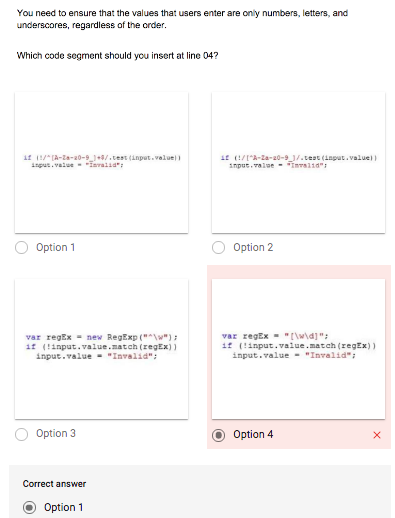 You need to ensure that the values that users enter are only numbers, letters, and
underscores, regardless of the order.
Which code segment should you insert at line 04?
if (!/^[A-Za-z0-9_]+$/.test(input.value))
input.value = "Invalid";
Option 1
if (!/[^A-Za-z0-9_]/.test(input.value))
input.value = "Invalid";
Option 2
var regEx = new RegExp("^\w");
if (!input.value.match(regEx))
input.value = "Invalid";
Option 3
var regEx = "[\w\d]";
if (!input.value.match(regEx))
input.value = "Invalid";
Option 4
Correct answer
Option 1